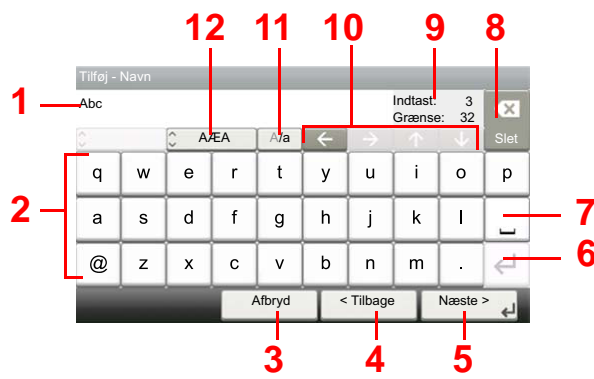 12 11 10 9 8
Tilføj - Navn
1 Abc Indtast: 3
Grænse: 32
AÆA A/a ← → ↑ ↓ Slet
q w e r t y u i o p
2 a s d f g h j k l 7
@ z x c v b n m . 6
Afbryd < Tilbage Næste >
3 4 5